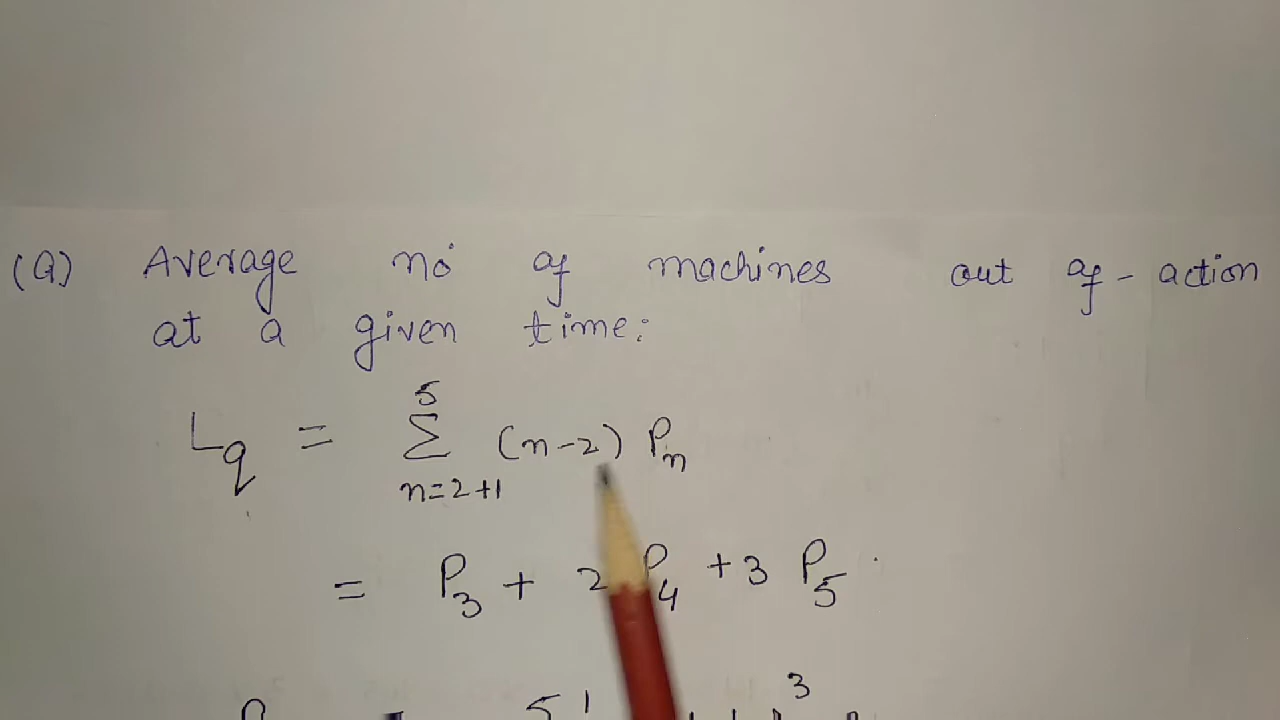 (a) Average no of machines out of-action
at a given time:
Lq = 5 Σ n=2+1 (n-2) Pn
= P3 + 2 P4 + 3 P5.